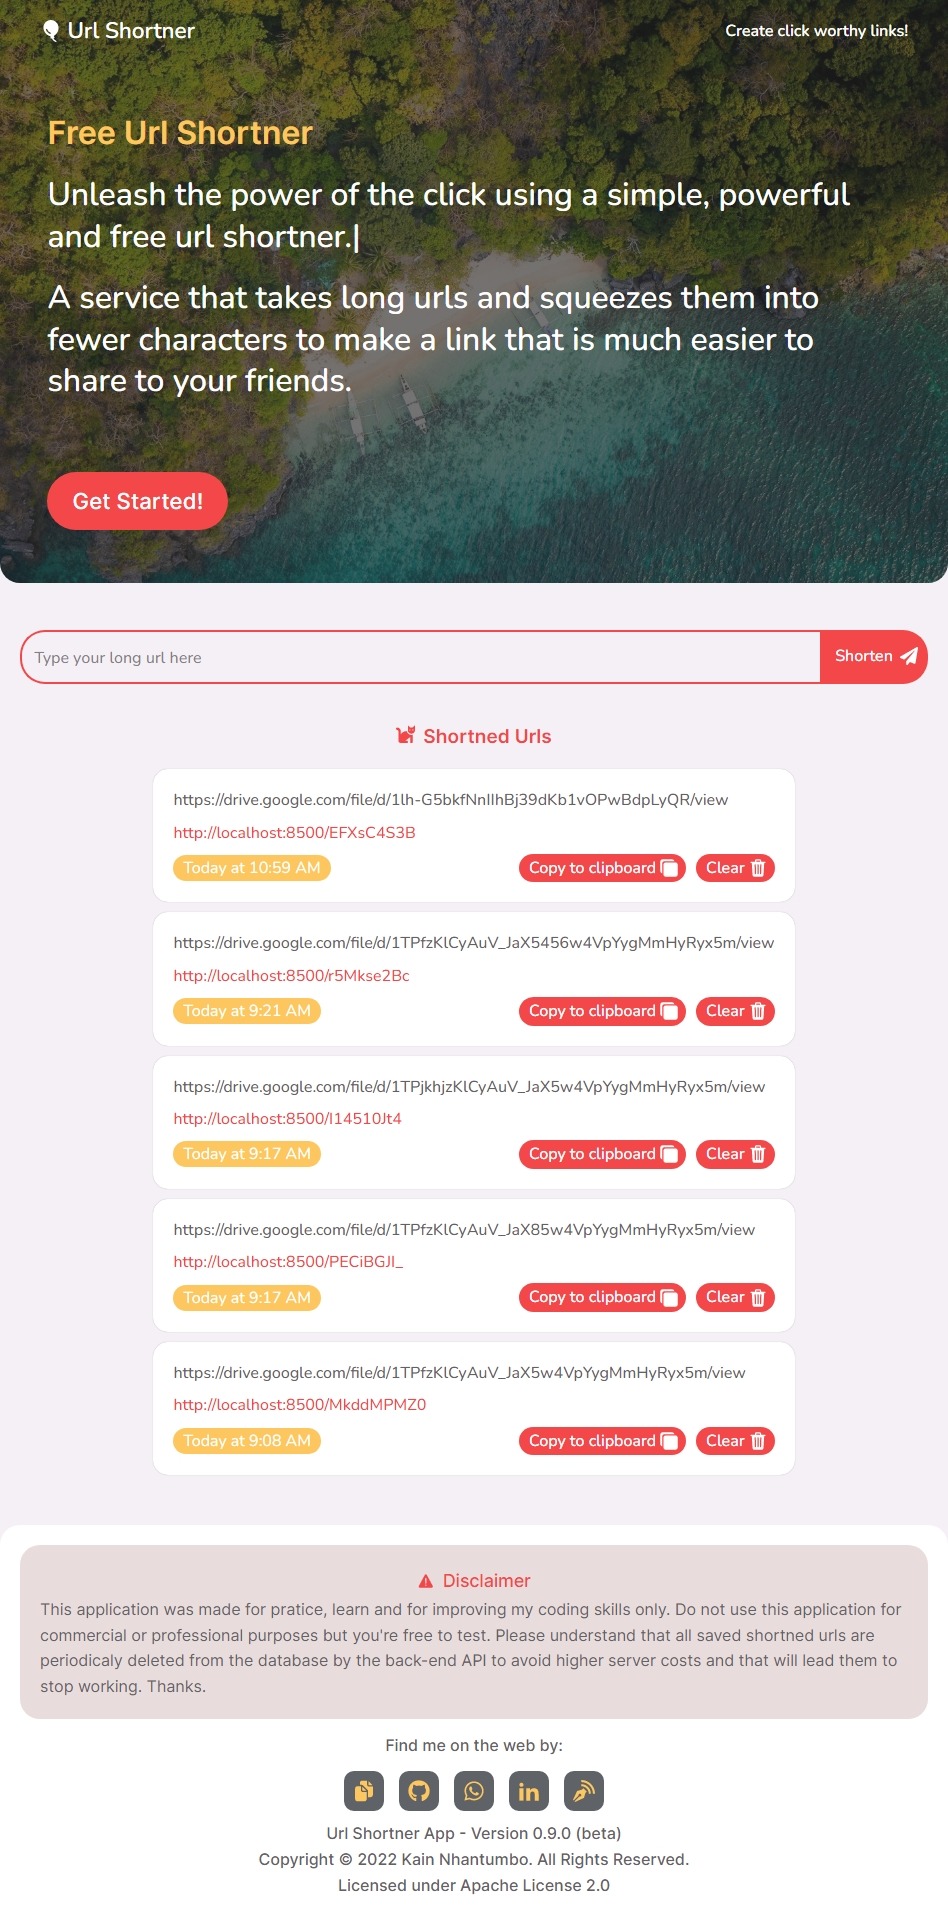 Url Shortner
Create click worthy links!
Free Url Shortner
Unleash the power of the click using a simple, powerful
and free url shortner.|
A service that takes long urls and squeezes them into
fewer characters to make a link that is much easier to
share to your friends.
Get Started!
Type your long url here
Shorten
Shortned Urls
https://drive.google.com/file/d/1lh-G5bkfNnIlhBj39dKb1vOPwBdpLyQR/view
http://localhost:8500/EFXsC4S3B
Today at 10:59 AM
Copy to clipboard
Clear
https://drive.google.com/file/d/1TPfzKlCyAuV_JaX5456w4VpYygMmHyRyx5m/view
http://localhost:8500/r5Mkse2Bc
Today at 9:21 AM
Copy to clipboard
Clear
https://drive.google.com/file/d/1TPjkhjzKlCyAuV_JaX5w4VpYygMmHyRyx5m/view
http://localhost:8500/I14510Jt4
Today at 9:17 AM
Copy to clipboard
Clear
https://drive.google.com/file/d/1TPfzKlCyAuV_JaX85w4VpYygMmHyRyx5m/view
http://localhost:8500/PECiBGJI_
Today at 9:17 AM
Copy to clipboard
Clear
https://drive.google.com/file/d/1TPfzKlCyAuV_JaX5w4VpYygMmHyRyx5m/view
http://localhost:8500/MkddMPMZ0
Today at 9:08 AM
Copy to clipboard
Clear
Disclaimer
This application was made for pratice, learn and for improving my coding skills only. Do not use this application for
commercial or professional purposes but you're free to test. Please understand that all saved shortned urls are
periodicaly deleted from the database by the back-end API to avoid higher server costs and that will lead them to
stop working. Thanks.
Find me on the web by:
Url Shortner App - Version 0.9.0 (beta)
Copyright © 2022 Kain Nhantumbo. All Rights Reserved.
Licensed under Apache License 2.0